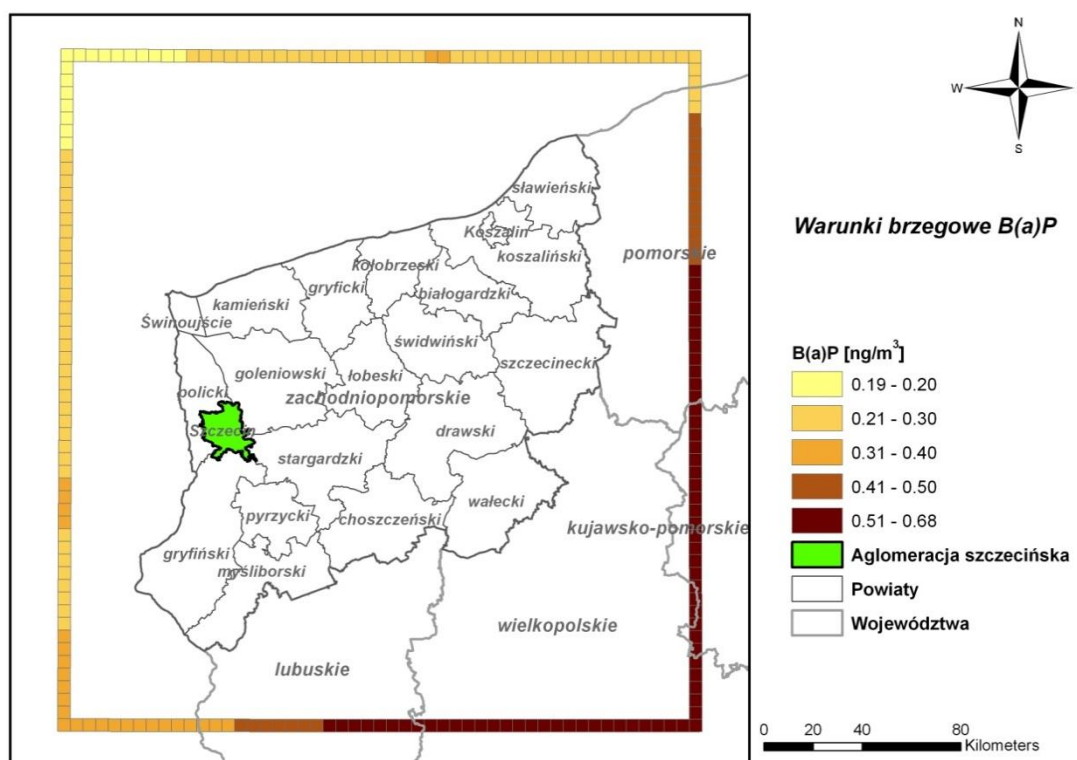 N
W
S
Warunki brzegowe B(a)P
sławieński
Koszalin
koszaliński
pomorskie
kołobrzeski
gryficki
białogardzki
kamieński
Świnoujście
świdwiński
szczecinecki
goleniowski
łobeski
policki
zachodniopomorskie
Szczecin
drawski
stargardzki
wałecki
pyrzycki
choszczeński
kujawsko-pomorskie
gryfiński
myśliborski
wielkopolskie
lubuskie
B(a)P [ng/m³]
0.19 - 0.20
0.21 - 0.30
0.31 - 0.40
0.41 - 0.50
0.51 - 0.68
Aglomeracja szczecińska
Powiaty
Województwa
0 20 40 80
Kilometers